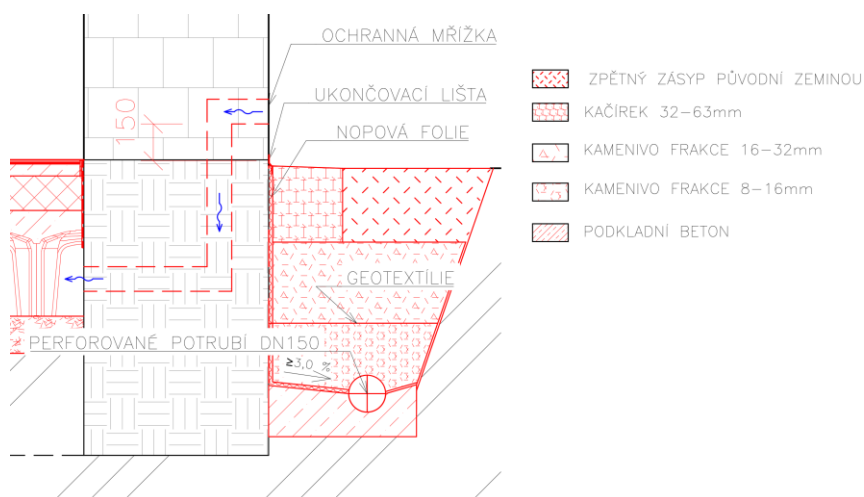 OCHRANNÁ MŘÍŽKA
UKONČOVACÍ LIŠTA
NOPOVÁ FOLIE
150
GEOTEXTÍLIE
PERFOROVANÉ POTRUBÍ DN150
≥3,0 %
ZPĚTNÝ ZÁSYP PŮVODNÍ ZEMINOU
KAČÍREK 32-63mm
KAMENIVO FRAKCE 16-32mm
KAMENIVO FRAKCE 8-16mm
PODKLADNÍ BETON